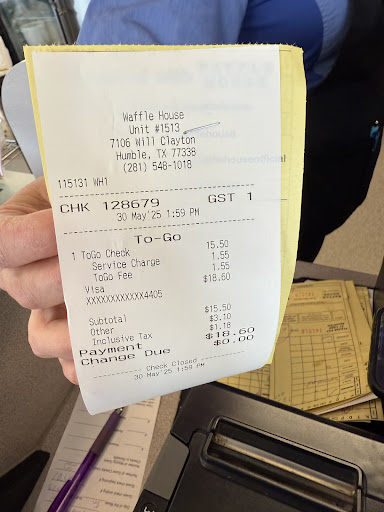 Waffle House
Unit #1513
7106 Will Clayton
Humble, TX 77338
(281) 548-1018
115131 WH1
CHK 128679 GST 1
30 May'25 1:59 PM
To-Go
1 ToGo Check 15.50
Service Charge 1.55
ToGo Fee 1.55
Visa $18.60
XXXXXXXXXXXX4405
Subtotal $15.50
Other $3.10
Inclusive Tax $1.18
Payment $18.60
Change Due $0.00
Check Closed
30 May'25 1:59 PM